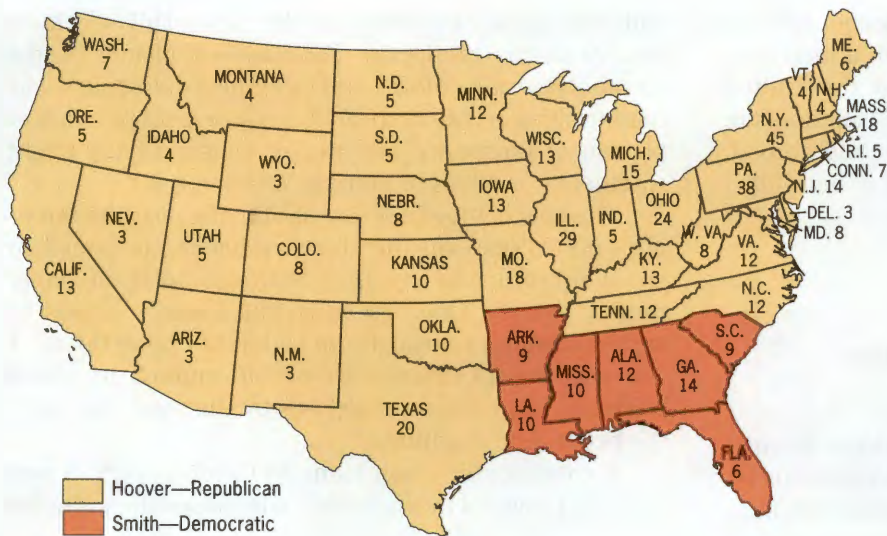 WASH.
7
ORE.
5
CALIF.
13
NEV.
3
IDAHO
4
MONTANA
4
WYO.
3
UTAH
5
COLO.
8
ARIZ.
3
N.M.
3
N.D.
5
S.D.
5
NEBR.
8
KANSAS
10
OKLA.
10
TEXAS
20
MINN.
12
IOWA
13
MO.
18
ARK.
9
LA.
10
WISC.
13
ILL.
29
MICH.
15
IND.
5
OHIO
24
KY.
13
TENN. 12
MISS.
10
ALA.
12
GA.
14
FLA.
6
S.C.
9
N.C.
12
VA.
12
W. VA.
8
PA.
38
N.Y.
45
VT.
4
N.H.
4
ME.
6
MASS
18
R.I. 5
CONN. 7
N.J. 14
DEL. 3
MD. 8
Hoover—Republican
Smith—Democratic